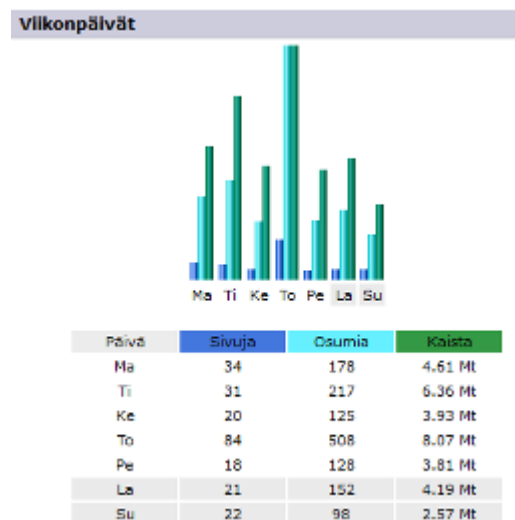 Viikonpäivät
Ma Ti Ke To Pe La Su
Päivä Sivuja Osumia Kaista
Ma 34 178 4.61 Mt
Ti 31 217 6.36 Mt
Ke 20 125 3.93 Mt
To 84 508 8.07 Mt
Pe 18 128 3.81 Mt
La 21 152 4.19 Mt
Su 22 98 2.57 Mt